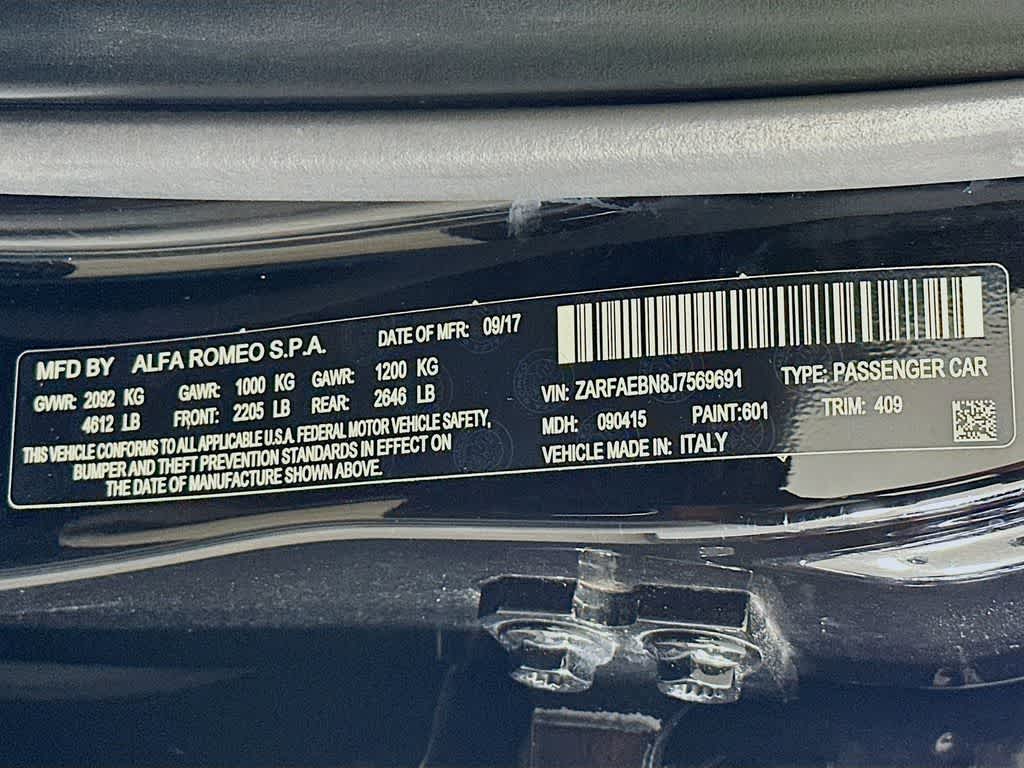 MFD BY ALFA ROMEO S.P.A. DATE OF MFR: 09/17
GVWR: 2092 KG GAWR: 1000 KG GAWR: 1200 KG
4612 LB FRONT: 2205 LB REAR: 2646 LB
THIS VEHICLE CONFORMS TO ALL APPLICABLE U.S.A. FEDERAL MOTOR VEHICLE SAFETY,
BUMPER AND THEFT PREVENTION STANDARDS IN EFFECT ON
THE DATE OF MANUFACTURE SHOWN ABOVE.
VIN: ZARFAEBN8J7569691 TYPE: PASSENGER CAR
MDH: 090415 PAINT:601 TRIM: 409
VEHICLE MADE IN: ITALY